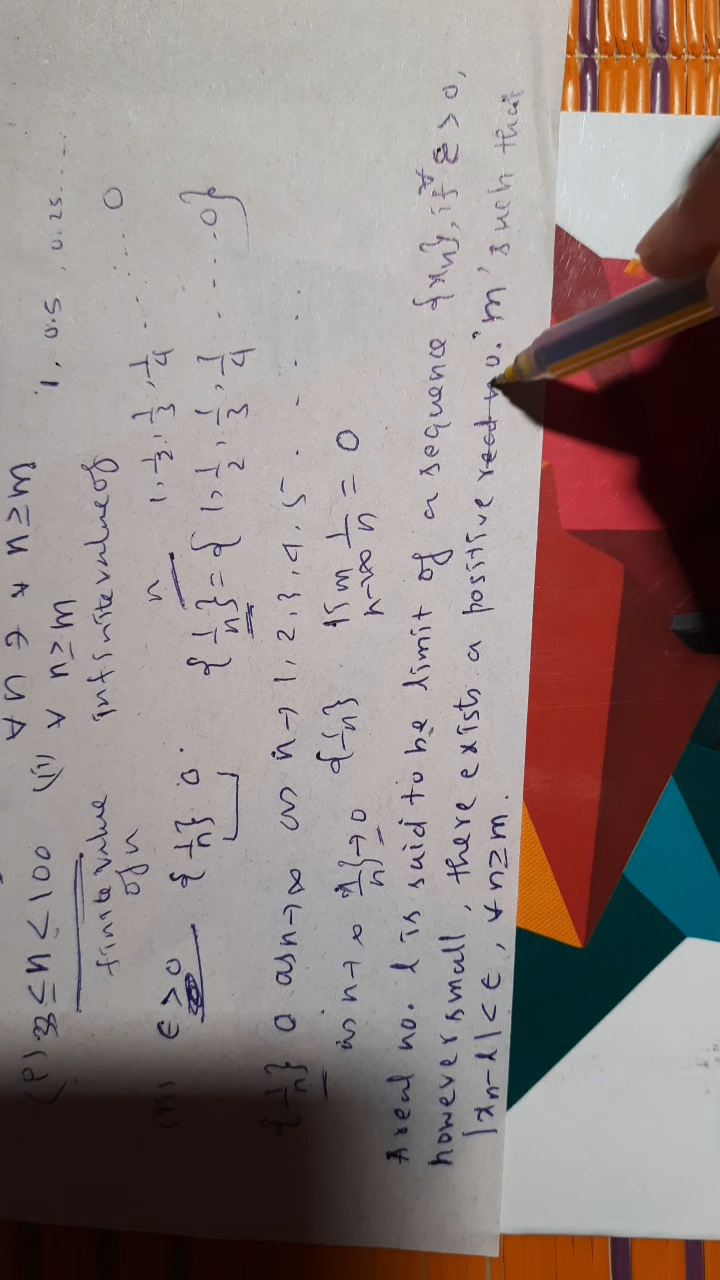 ∀ n → ∀ n ≥ m
3 ≤ n < 100 (ii) ∀ n ≥ m 1, 0.5, 0.25.....
finite value of n infinite value of n
1, 1/2, 1/3, 1/4 ........ 0
ϵ > 0 {1/n} 0. {1/n} = {1, 1/2, 1/3, 1/4 ..... 0}
{1/n} 0 as n → ∞ as n → 1, 2, 3, 4, 5. . . . .
as n → ∞ {1/n} → 0 {1/n} lim n→∞ 1/n = 0
A real no. l is said to be limit of a sequence {xn}, if ∀ ε > 0,
however small, there exists a positive real no. 'm' such that
|xn - l| < ϵ, ∀ n ≥ m.